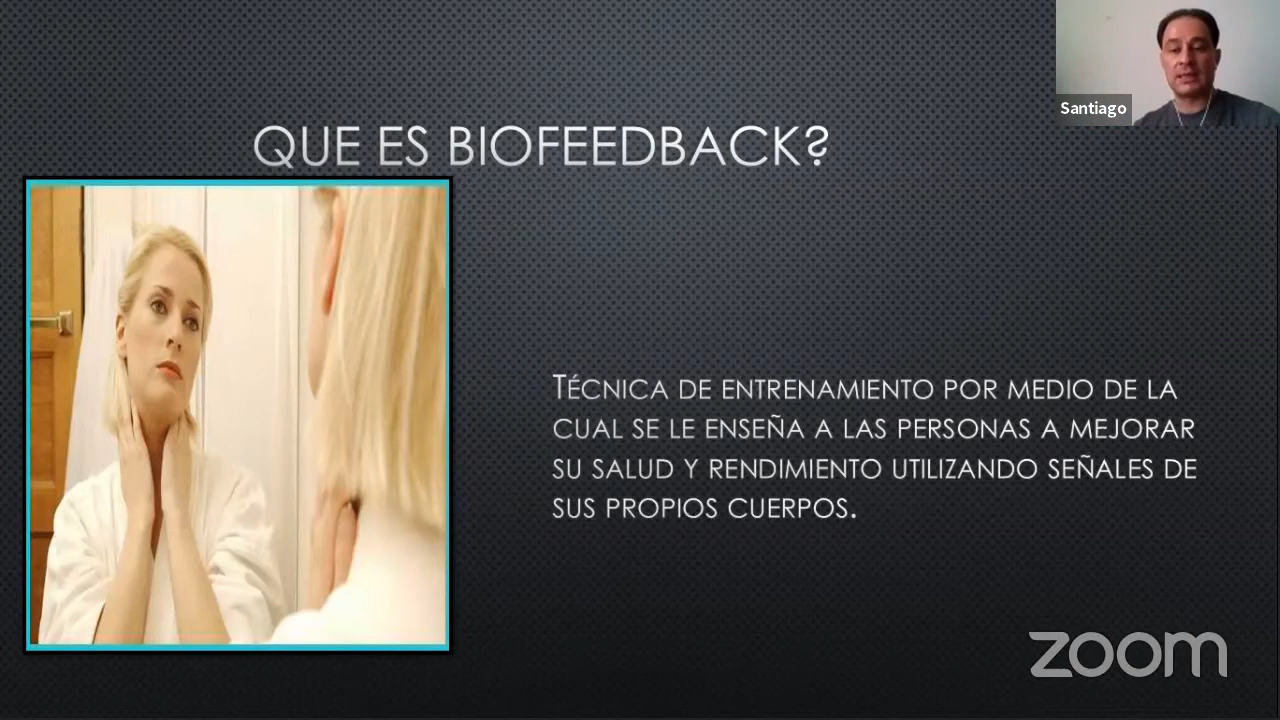 Santiago
QUE ES BIOFEEDBACK?
TÉCNICA DE ENTRENAMIENTO POR MEDIO DE LA
CUAL SE LE ENSEÑA A LAS PERSONAS A MEJORAR
SU SALUD Y RENDIMIENTO UTILIZANDO SEÑALES DE
SUS PROPIOS CUERPOS.
zoom